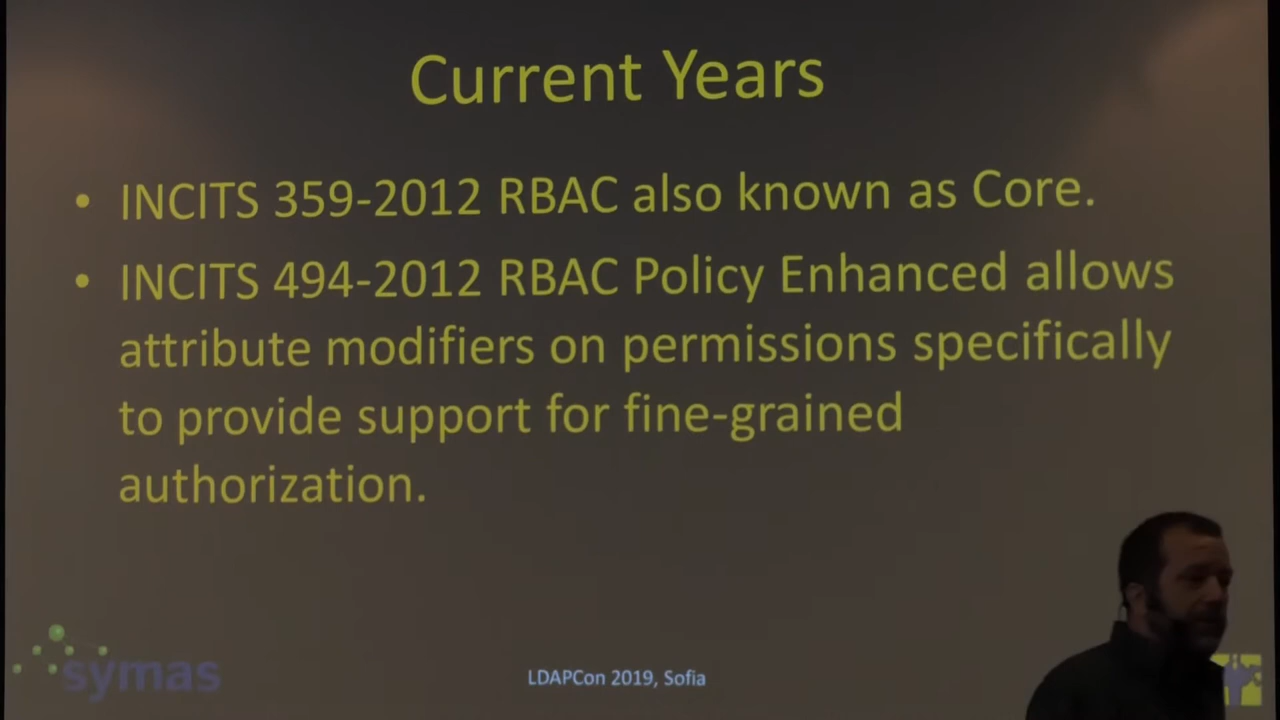 Current Years
• INCITS 359-2012 RBAC also known as Core.
• INCITS 494-2012 RBAC Policy Enhanced allows
attribute modifiers on permissions specifically
to provide support for fine-grained
authorization.
symas
LDAPCon 2019, Sofia